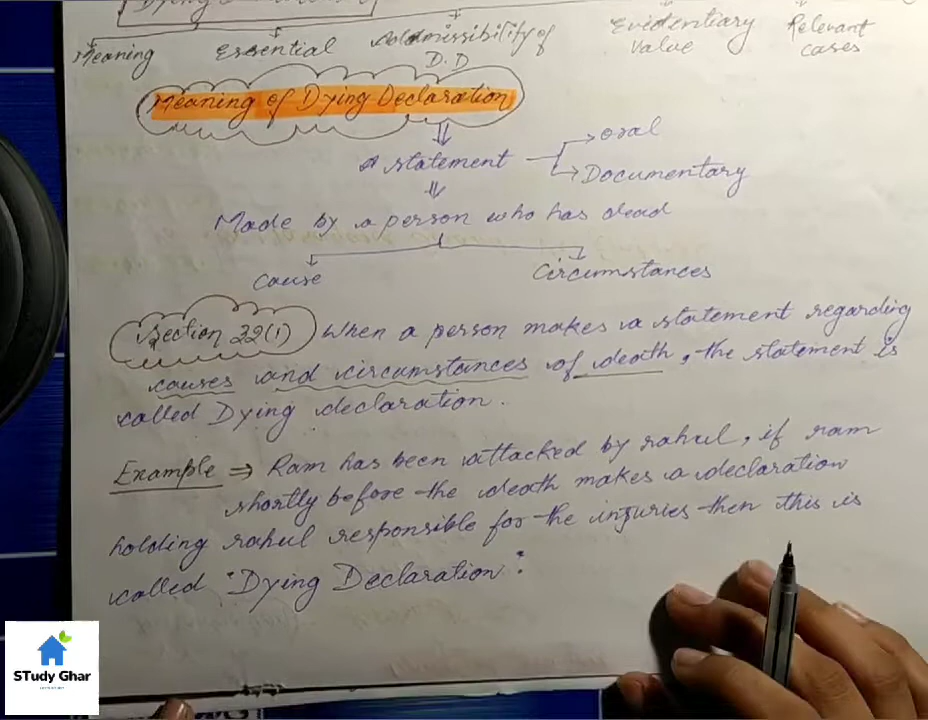 Meaning Essential Admissibility of Evidentiary Relevant
D.D value cases
Meaning of Dying Declaration
A statement
oral
Documentary
Made by a person who has dead
cause Circumstances
Section 32(1) When a person makes a statement regarding
causes and circumstances of death, the statement is
called Dying declaration.
Example ⇒ Ram has been attacked by rahul, if ram
shortly before the death makes a declaration
holding rahul responsible for the injuries then this is
called "Dying Declaration".
STudy Ghar